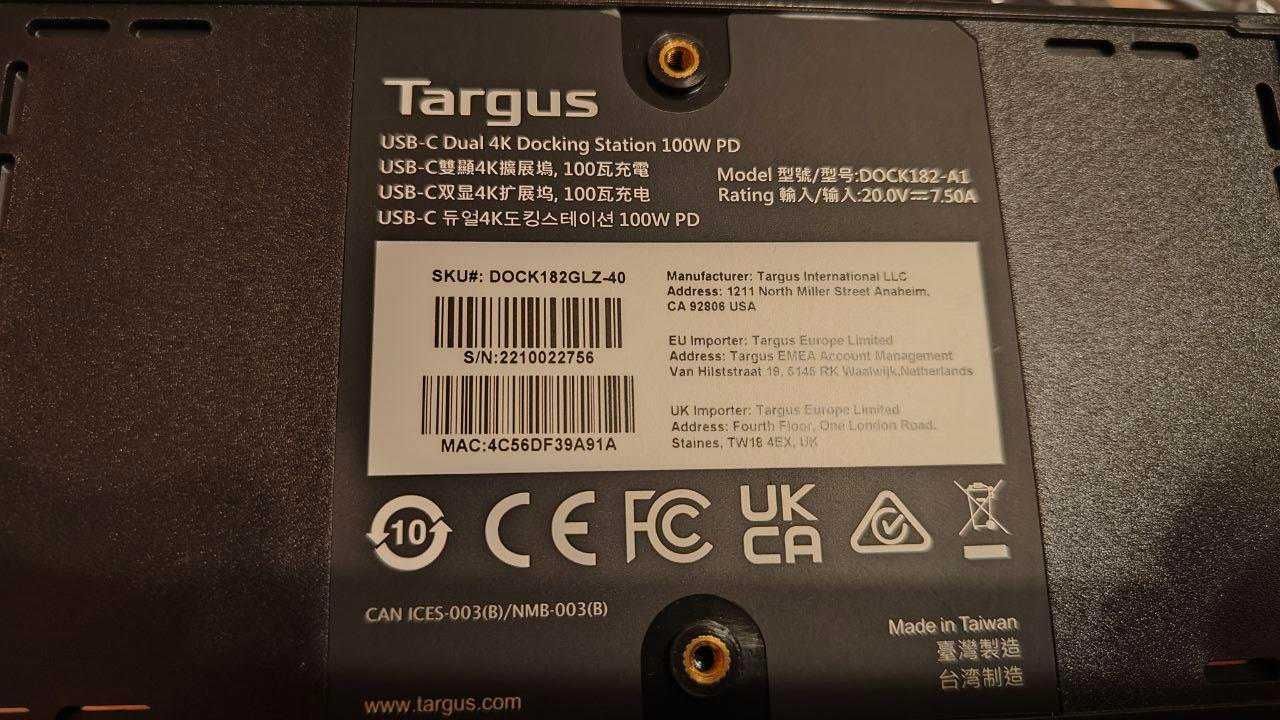 Targus
USB-C Dual 4K Docking Station 100W PD
USB-C雙顯4K擴展塢, 100瓦充電
USB-C双显4K扩展坞, 100瓦充电
USB-C 듀얼4K도킹스테이션 100W PD
Model 型號/型号:DOCK182-A1
Rating 輸入/输入:20.0V⎓7.50A
SKU#: DOCK182GLZ-40
S/N:2210022756
MAC:4C56DF39A91A
Manufacturer: Targus International LLC
Address: 1211 North Miller Street Anaheim,
CA 92806 USA
EU Importer: Targus Europe Limited
Address: Targus EMEA Account Management
Van Hilststraat 19, 5145 RK Waalwijk,Netherlands
UK Importer: Targus Europe Limited
Address: Fourth Floor, One London Road,
Staines, TW18 4EX, UK
10
CE
FC
UK
CA
CAN ICES-003(B)/NMB-003(B)
Made in Taiwan
臺灣製造
台湾制造
www.targus.com